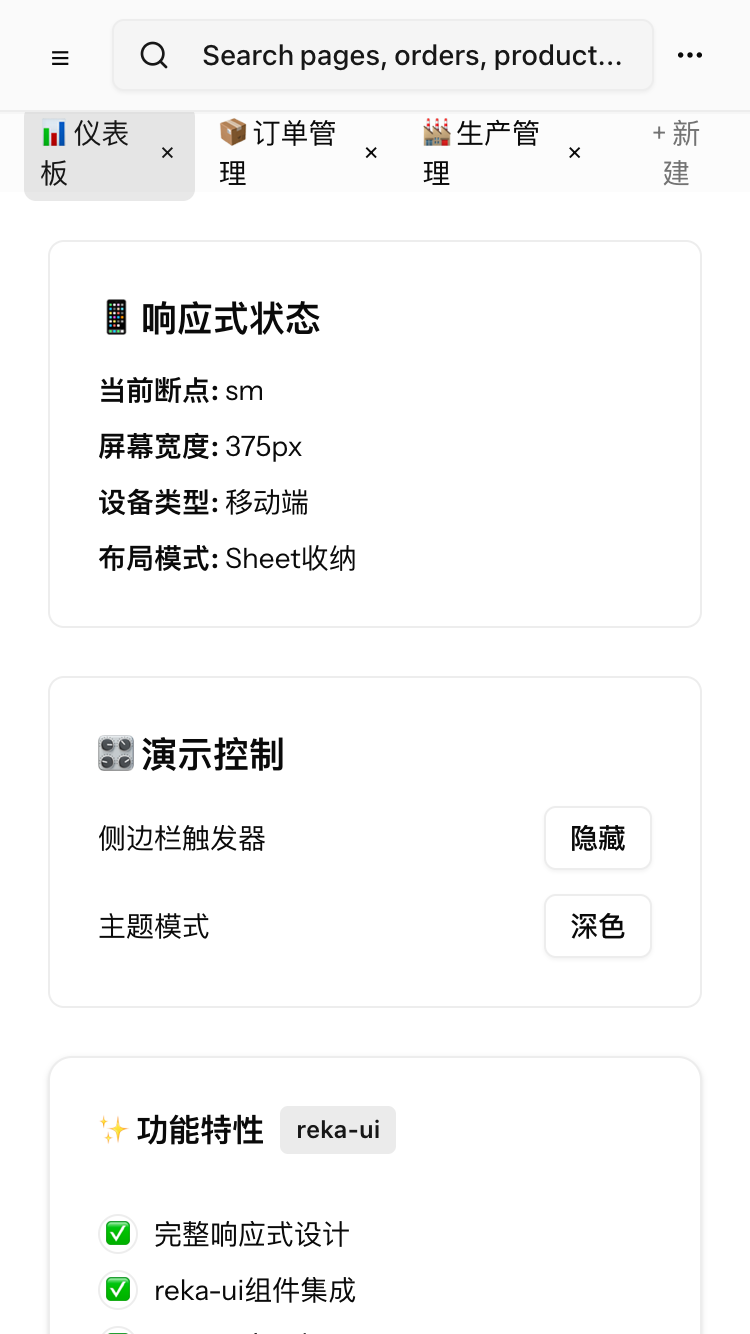 Search pages, orders, product...
仪表板
订单管理
生产管理
+ 新建
响应式状态
当前断点: sm
屏幕宽度: 375px
设备类型: 移动端
布局模式: Sheet收纳
演示控制
侧边栏触发器
隐藏
主题模式
深色
功能特性 reka-ui
完整响应式设计
reka-ui组件集成